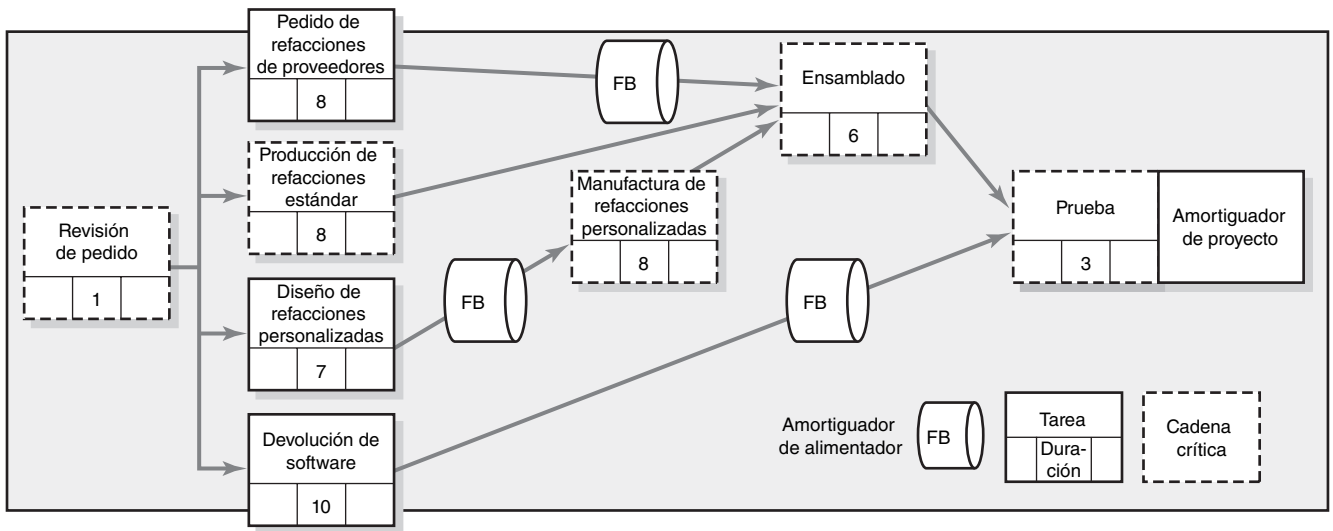 Pedido de
refacciones
de proveedores
8
FB
Ensamblado
6
Producción de
refacciones
estándar
8
Manufactura de
refacciones
personalizadas
8
Prueba
3
Amortiguador
de proyecto
Revisión
de pedido
1
Diseño de
refacciones
personalizadas
7
FB
FB
Devolución de
software
10
Amortiguador
de alimentador
FB
Tarea
Dura-
ción
Cadena
crítica